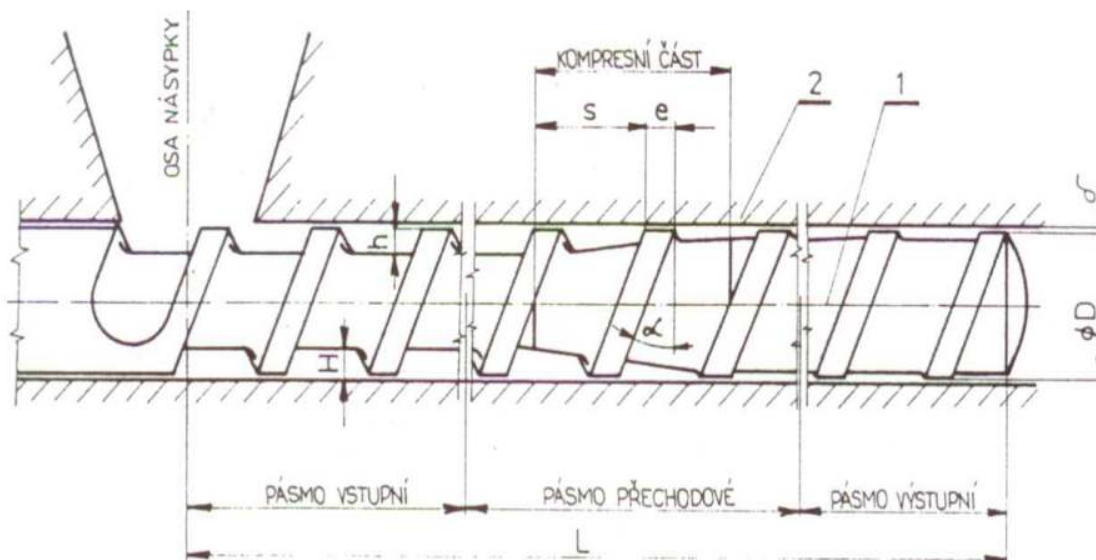 OSA NÁSYPKY
KOMPRESNÍ ČÁST
2
1
s
e
δ
h
α
ϕD
H
PÁSMO VSTUPNÍ
PÁSMO PŘECHODOVÉ
PÁSMO VÝSTUPNÍ
L